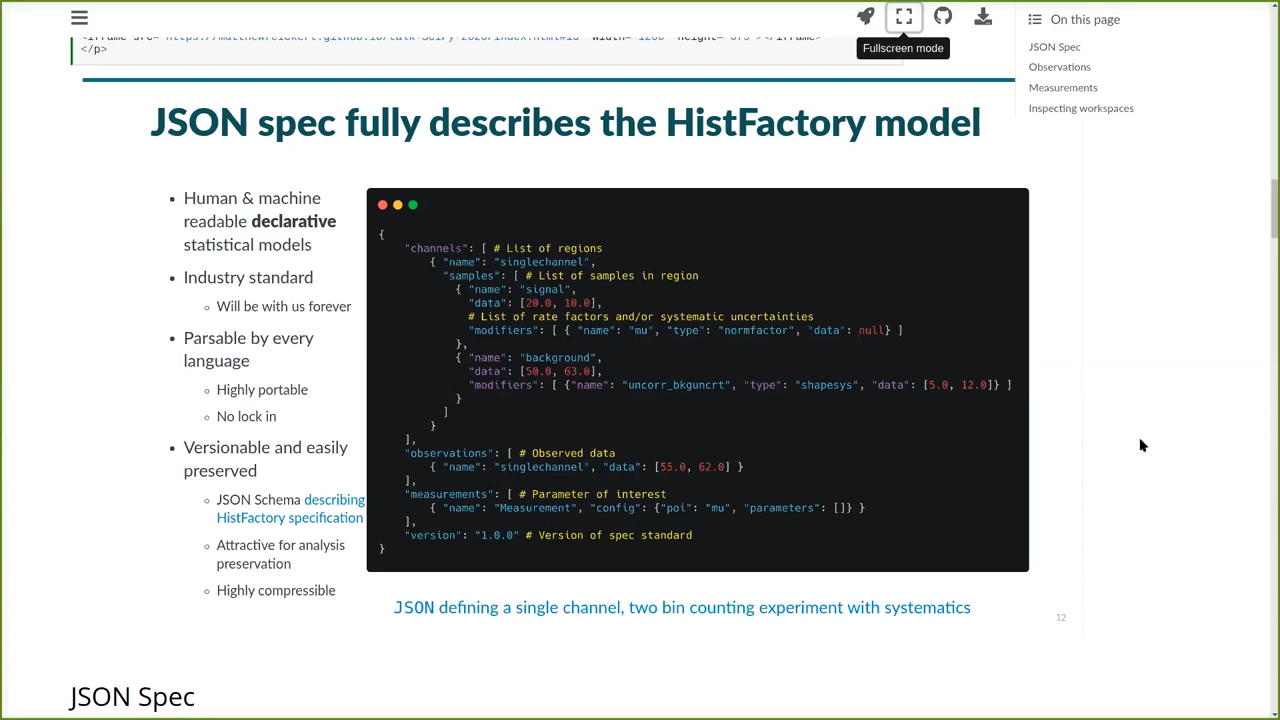 Fullscreen mode
On this page
JSON Spec
Observations
Measurements
Inspecting workspaces
</p>
JSON spec fully describes the HistFactory model
• Human & machine
readable declarative
statistical models
• Industry standard
◦ Will be with us forever
• Parsable by every
language
◦ Highly portable
◦ No lock in
• Versionable and easily
preserved
◦ JSON Schema describing
HistFactory specification
◦ Attractive for analysis
preservation
◦ Highly compressible
{
"channels": [ # List of regions
{ "name": "singlechannel",
"samples": [ # List of samples in region
{ "name": "signal",
"data": [20.0, 10.0],
# List of rate factors and/or systematic uncertainties
"modifiers": [ { "name": "mu", "type": "normfactor", "data": null} ]
},
{ "name": "background",
"data": [50.0, 63.0],
"modifiers": [ {"name": "uncorr_bkguncrt", "type": "shapesys", "data": [5.0, 12.0]} ]
}
]
}
],
"observations": [ # Observed data
{ "name": "singlechannel", "data": [55.0, 62.0] }
],
"measurements": [ # Parameter of interest
{ "name": "Measurement", "config": {"poi": "mu", "parameters": []} }
],
"version": "1.0.0" # Version of spec standard
}
JSON defining a single channel, two bin counting experiment with systematics
12
JSON Spec